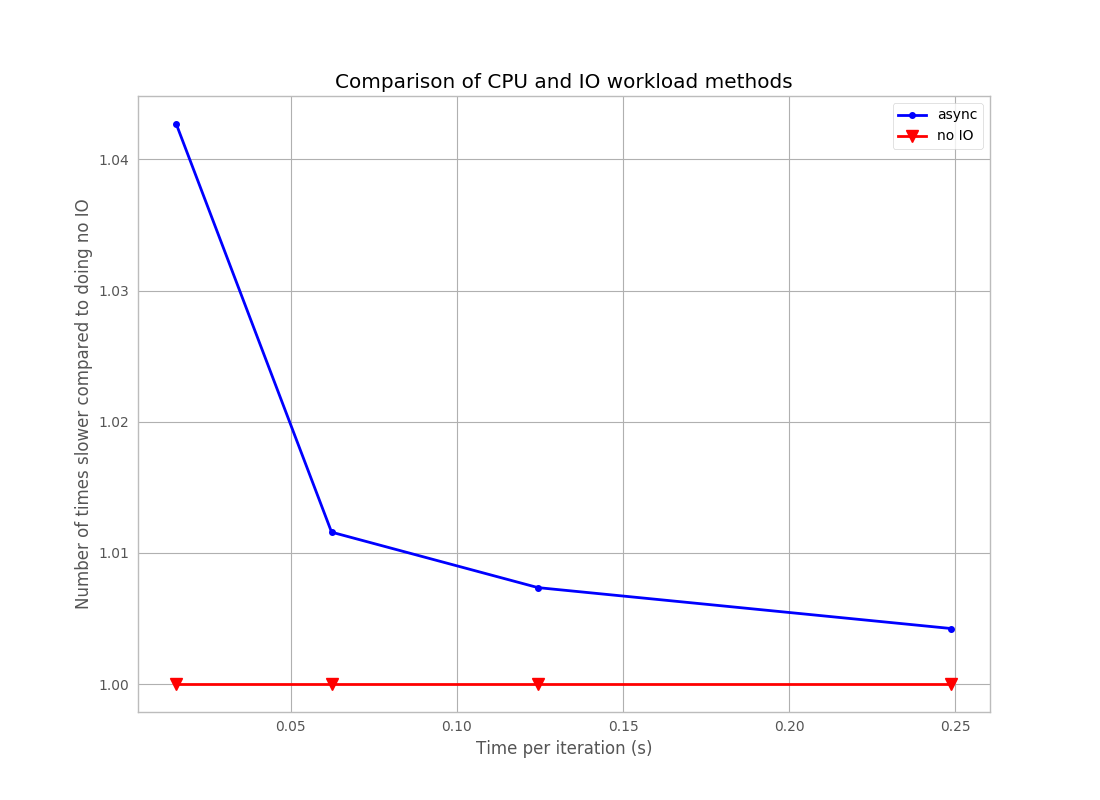 Comparison of CPU and IO workload methods
async
no IO
Number of times slower compared to doing no IO
1.04
1.03
1.02
1.01
1.00
0.05 0.10 0.15 0.20 0.25
Time per iteration (s)